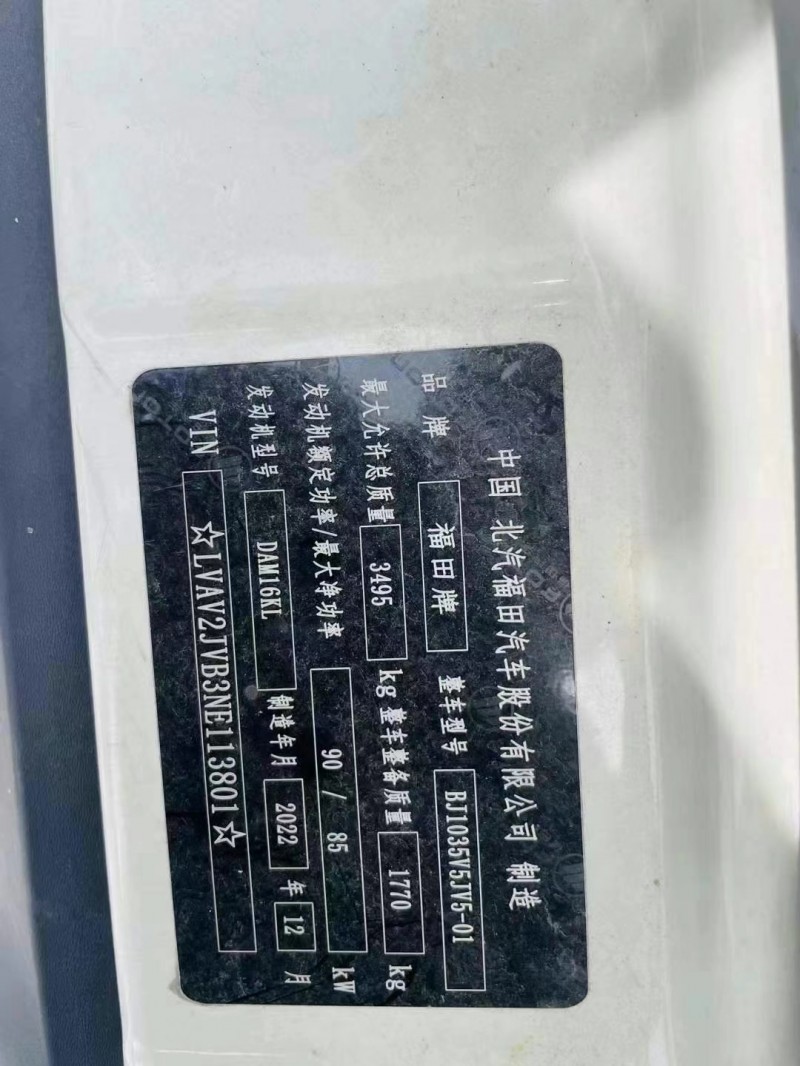 中国 北汽福田汽车股份有限公司 制造
品牌 福田牌 整车型号 BJ1035V5JV5-01
最大允许总质量 3495 kg 整车整备质量 1770 kg
发动机额定功率/最大净功率 90 / 85 kW
发动机型号 DAM16KL 制造年月 2022 年 12 月
VIN ☆LVAV2JVB3NE113801☆